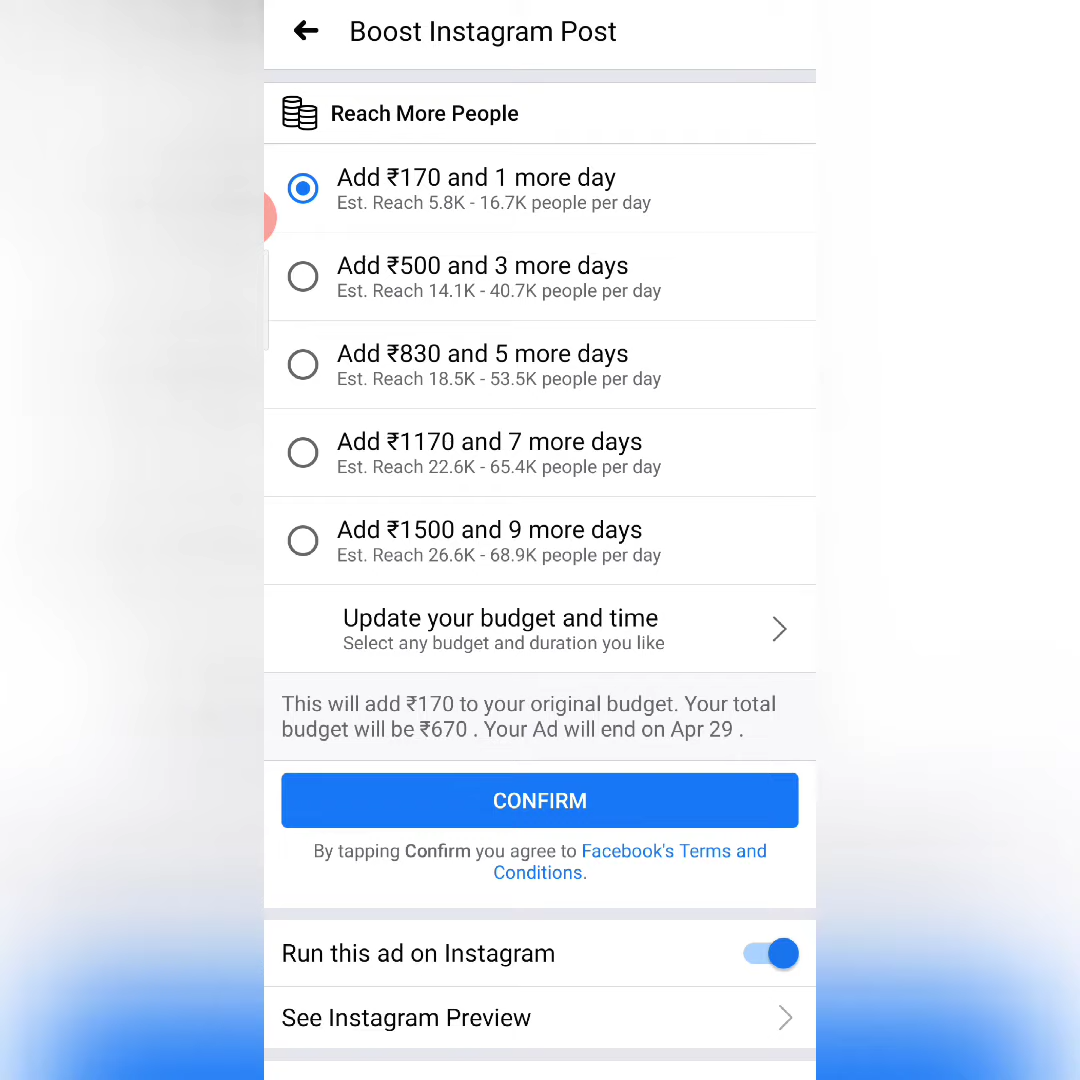 Boost Instagram Post
Reach More People
Add ₹170 and 1 more day
Est. Reach 5.8K - 16.7K people per day
Add ₹500 and 3 more days
Est. Reach 14.1K - 40.7K people per day
Add ₹830 and 5 more days
Est. Reach 18.5K - 53.5K people per day
Add ₹1170 and 7 more days
Est. Reach 22.6K - 65.4K people per day
Add ₹1500 and 9 more days
Est. Reach 26.6K - 68.9K people per day
Update your budget and time
Select any budget and duration you like
This will add ₹170 to your original budget. Your total
budget will be ₹670 . Your Ad will end on Apr 29 .
CONFIRM
By tapping Confirm you agree to Facebook's Terms and
Conditions.
Run this ad on Instagram
See Instagram Preview